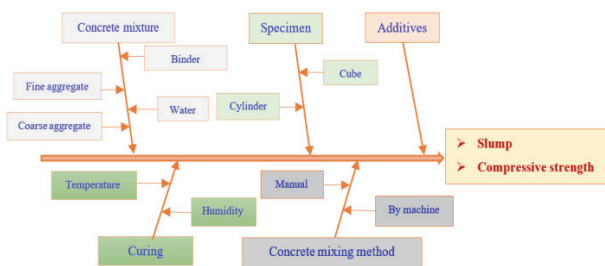 Concrete mixture
Specimen
Additives
Binder
Cube
Fine aggregate
Water
Cylinder
Coarse aggregate
Slump
Compressive strength
Temperature
Manual
Humidity
By machine
Curing
Concrete mixing method